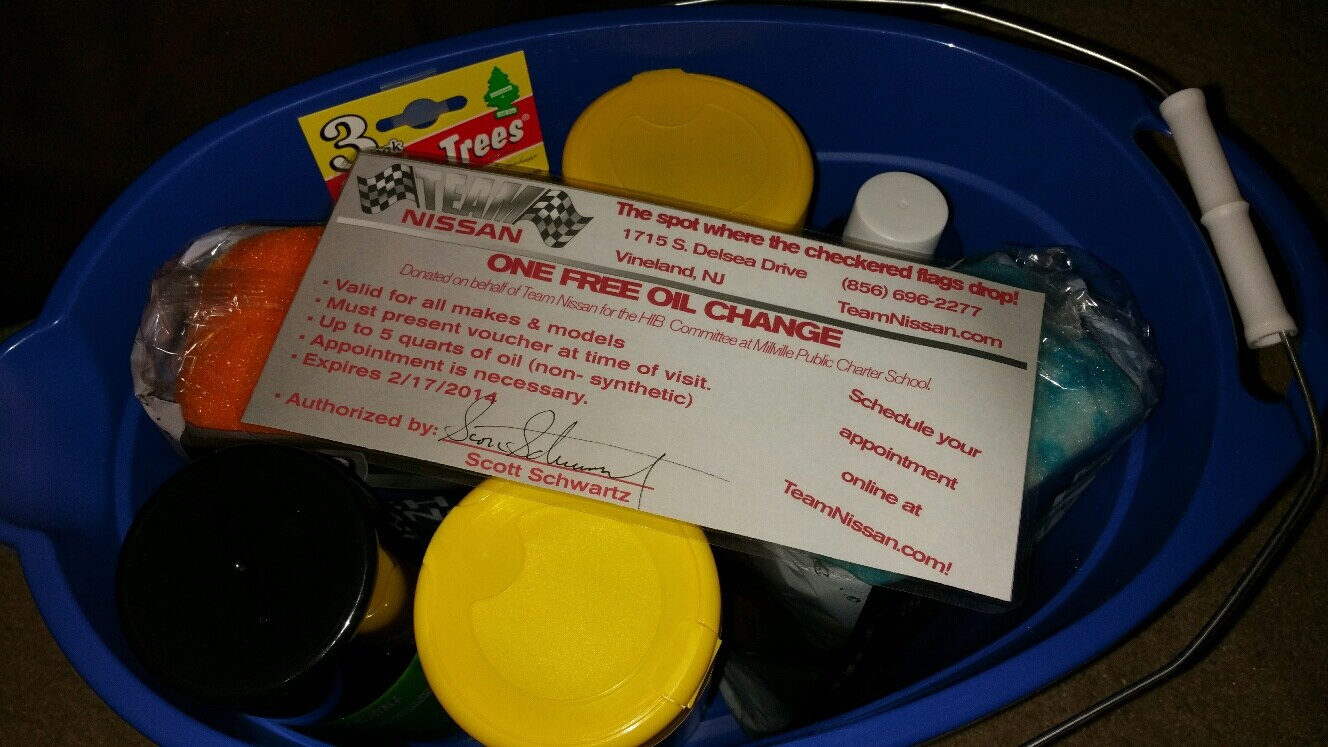 3
Trees®
TEAM
NISSAN
The spot where the checkered flags drop!
1715 S. Delsea Drive
(856) 696-2277
Vineland, NJ
TeamNissan.com
ONE FREE OIL CHANGE
Donated on behalf of Team Nissan for the HIB Committee at Millville Public Charter School.
• Valid for all makes & models
• Must present voucher at time of visit.
• Up to 5 quarts of oil (non- synthetic)
• Appointment is necessary.
• Expires 2/17/2014
• Authorized by:
Scott Schwartz
Schedule your
appointment
online at
TeamNissan.com!